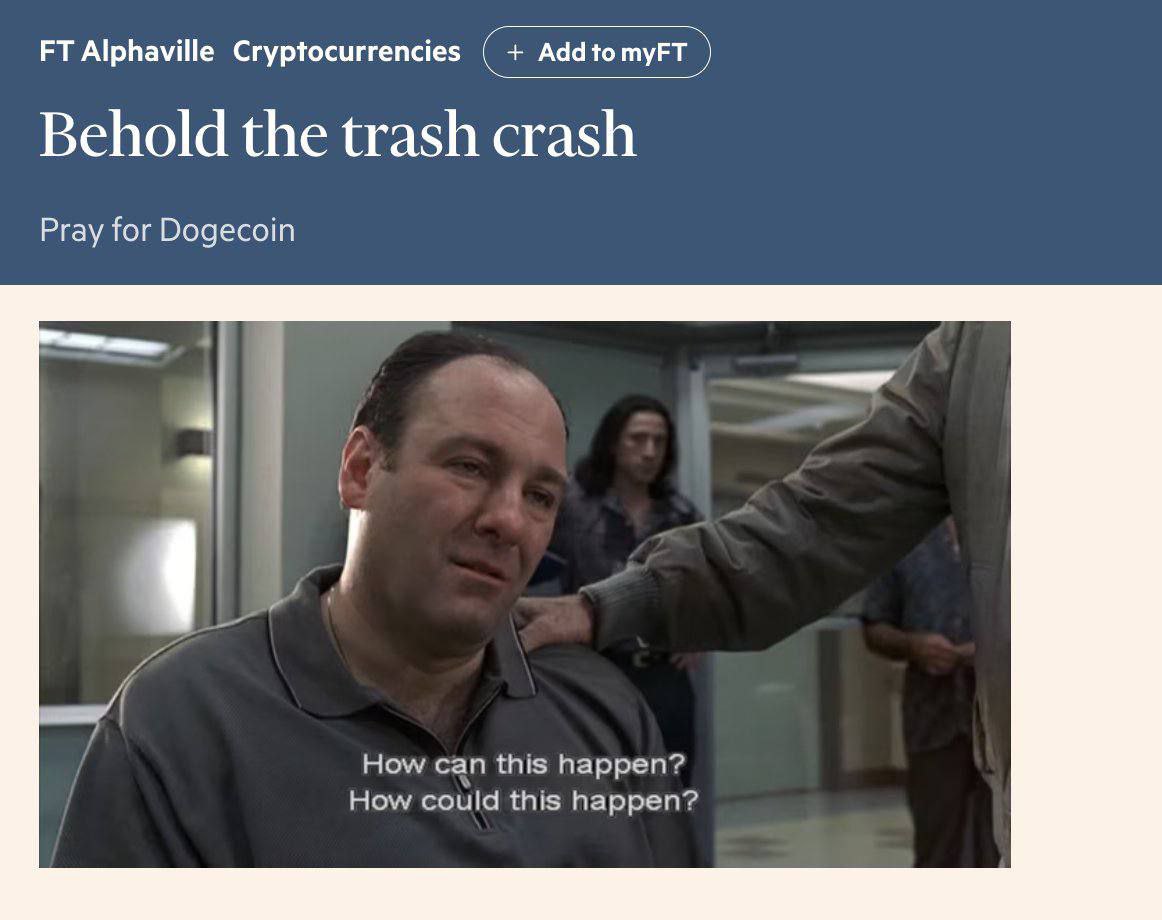 FT Alphaville Cryptocurrencies + Add to myFT
Behold the trash crash
Pray for Dogecoin
How can this happen?
How could this happen?